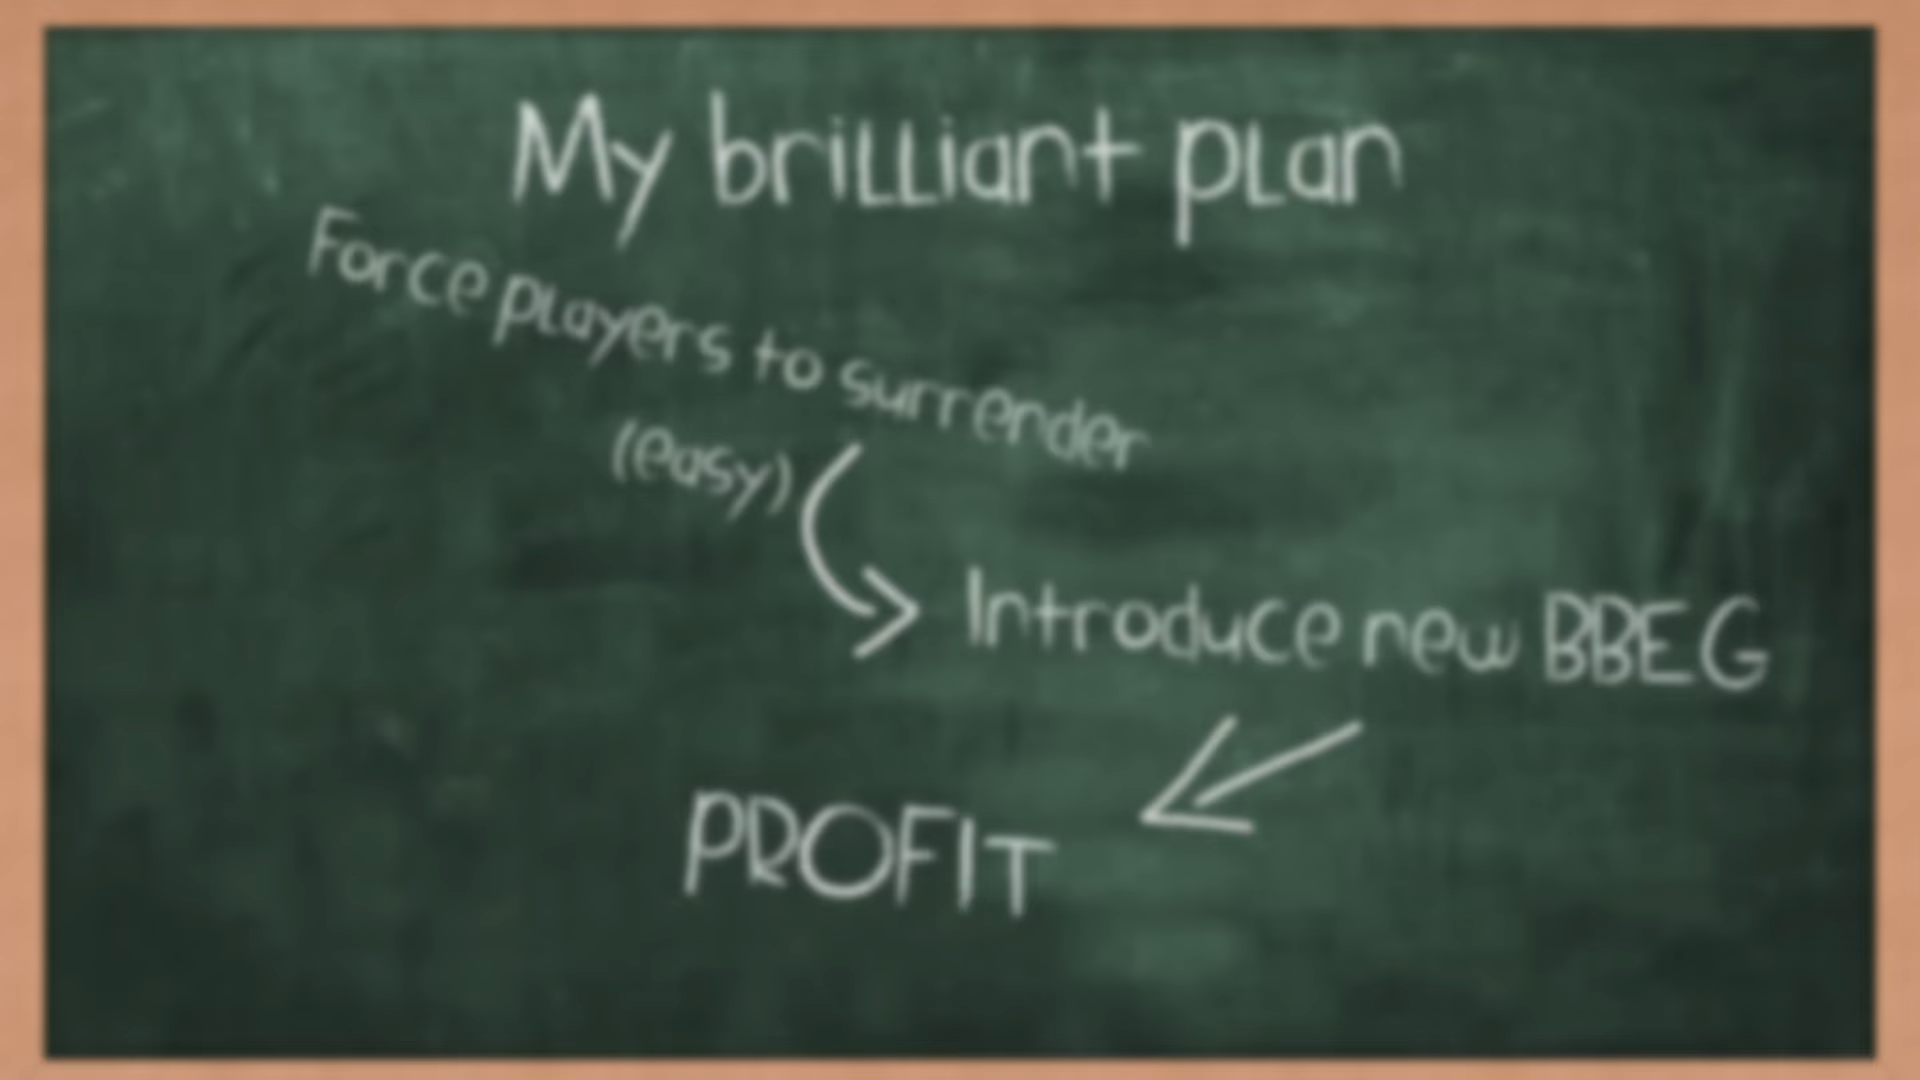 My brilliant plan
Force players to surrender
(easy)
Introduce new BBEG
PROFIT